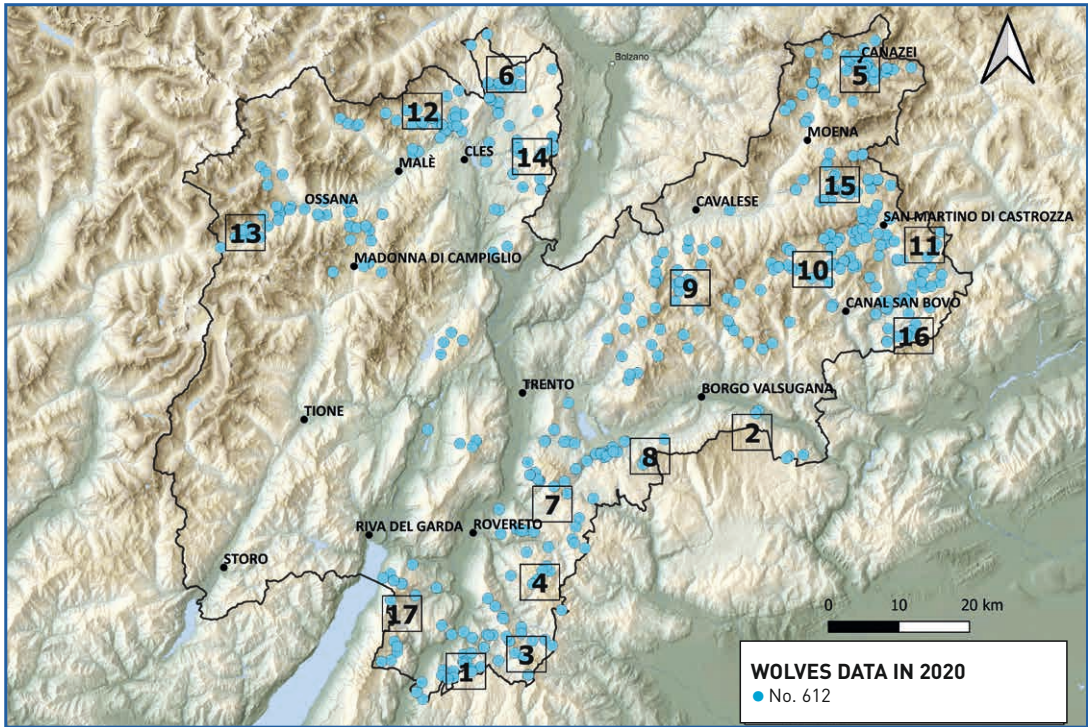 Bolzano
CANAZEI
6
5
12
MOENA
CLES
14
MALÈ
15
OSSANA
CAVALESE
SAN MARTINO DI CASTROZZA
13
11
MADONNA DI CAMPIGLIO
10
9
CANAL SAN BOVO
16
TRENTO
BORGO VALSUGANA
TIONE
2
8
7
RIVA DEL GARDA
ROVERETO
STORO
4
17
0 10 20 km
3
1
WOLVES DATA IN 2020
No. 612